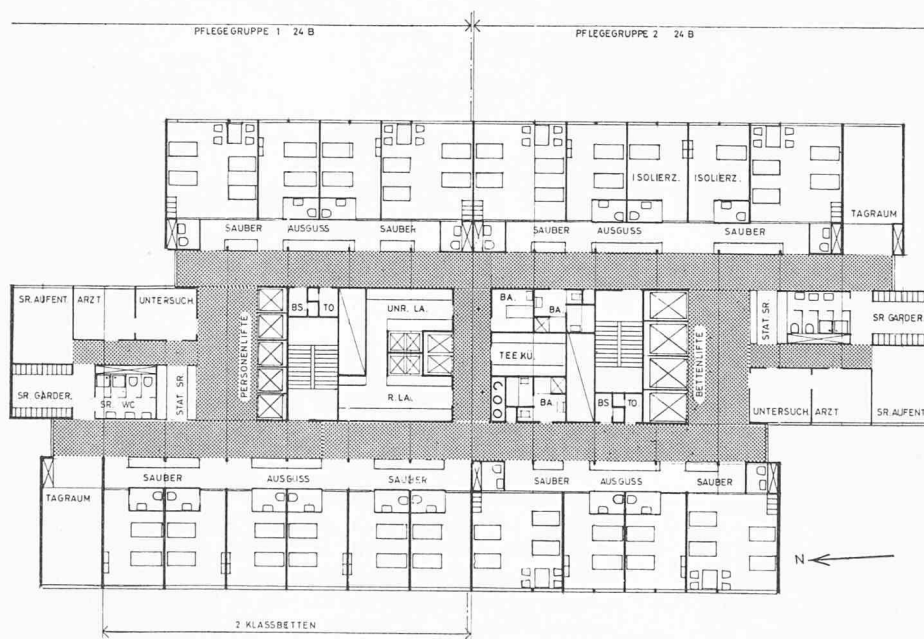 PFLEGEGRUPPE 1 24 B
PFLEGEGRUPPE 2 24 B
ISOLIERZ.
ISOLIERZ.
TAGRAUM
SAUBER
AUSGUSS
SAUBER
SAUBER
AUSGUSS
SAUBER
SR. AUFENT.
ARZT
UNTERSUCH.
PERSONENLIFTE
BS.
TO
UNR. LA.
BA.
BA.
BETTENLIFTE
STAT SR.
SR GARDER.
TEE KÜ.
SR. GARDER.
SR. WC
STAT SR.
R. LA.
BA.
BS
TO
UNTERSUCH.
ARZT
SR. AUFENT.
TAGRAUM
SAUBER
AUSGUSS
SAUBER
SAUBER
AUSGUSS
SAUBER
N
2 KLASSBETTEN